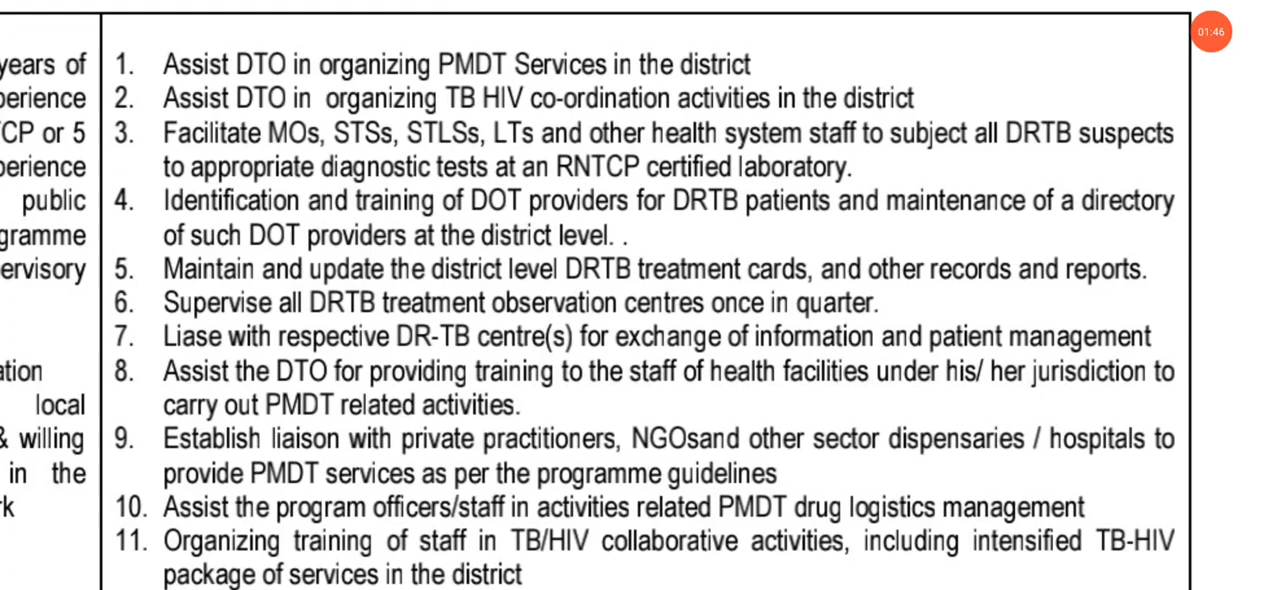 years of
perience
CP or 5
perience
public
gramme
ervisory
ation
local
& willing
in the
rk
1. Assist DTO in organizing PMDT Services in the district
2. Assist DTO in organizing TB HIV co-ordination activities in the district
3. Facilitate MOs, STSs, STLSs, LTs and other health system staff to subject all DRTB suspects
to appropriate diagnostic tests at an RNTCP certified laboratory.
4. Identification and training of DOT providers for DRTB patients and maintenance of a directory
of such DOT providers at the district level. .
5. Maintain and update the district level DRTB treatment cards, and other records and reports.
6. Supervise all DRTB treatment observation centres once in quarter.
7. Liase with respective DR-TB centre(s) for exchange of information and patient management
8. Assist the DTO for providing training to the staff of health facilities under his/ her jurisdiction to
carry out PMDT related activities.
9. Establish liaison with private practitioners, NGOsand other sector dispensaries / hospitals to
provide PMDT services as per the programme guidelines
10. Assist the program officers/staff in activities related PMDT drug logistics management
11. Organizing training of staff in TB/HIV collaborative activities, including intensified TB-HIV
package of services in the district
01:46